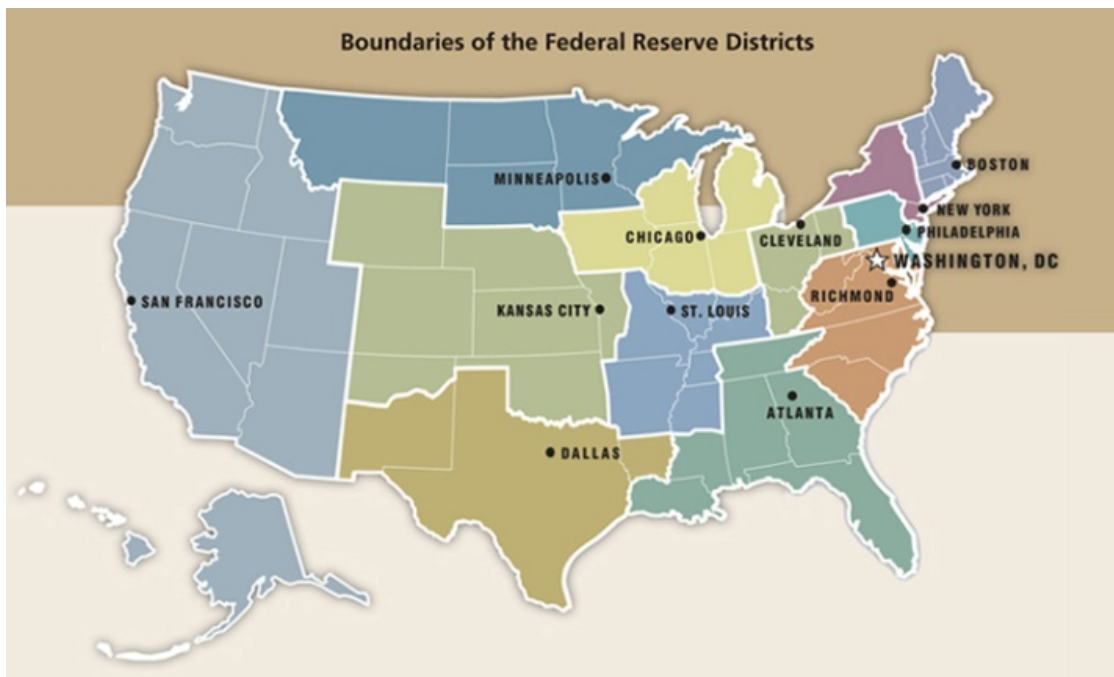 Boundaries of the Federal Reserve Districts
BOSTON
MINNEAPOLIS
NEW YORK
CHICAGO
PHILADELPHIA
CLEVELAND
WASHINGTON, DC
RICHMOND
SAN FRANCISCO
KANSAS CITY
ST. LOUIS
ATLANTA
DALLAS